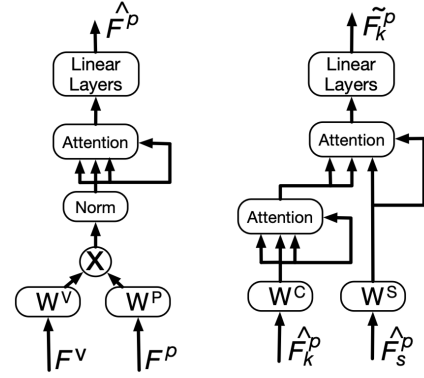 F̂^p
F̃_k^p
Linear
Layers
Linear
Layers
Attention
Attention
Norm
Attention
X
W^V
W^P
W^C
W^S
F^V
F^p
F̂_k^p
F̂_s^p